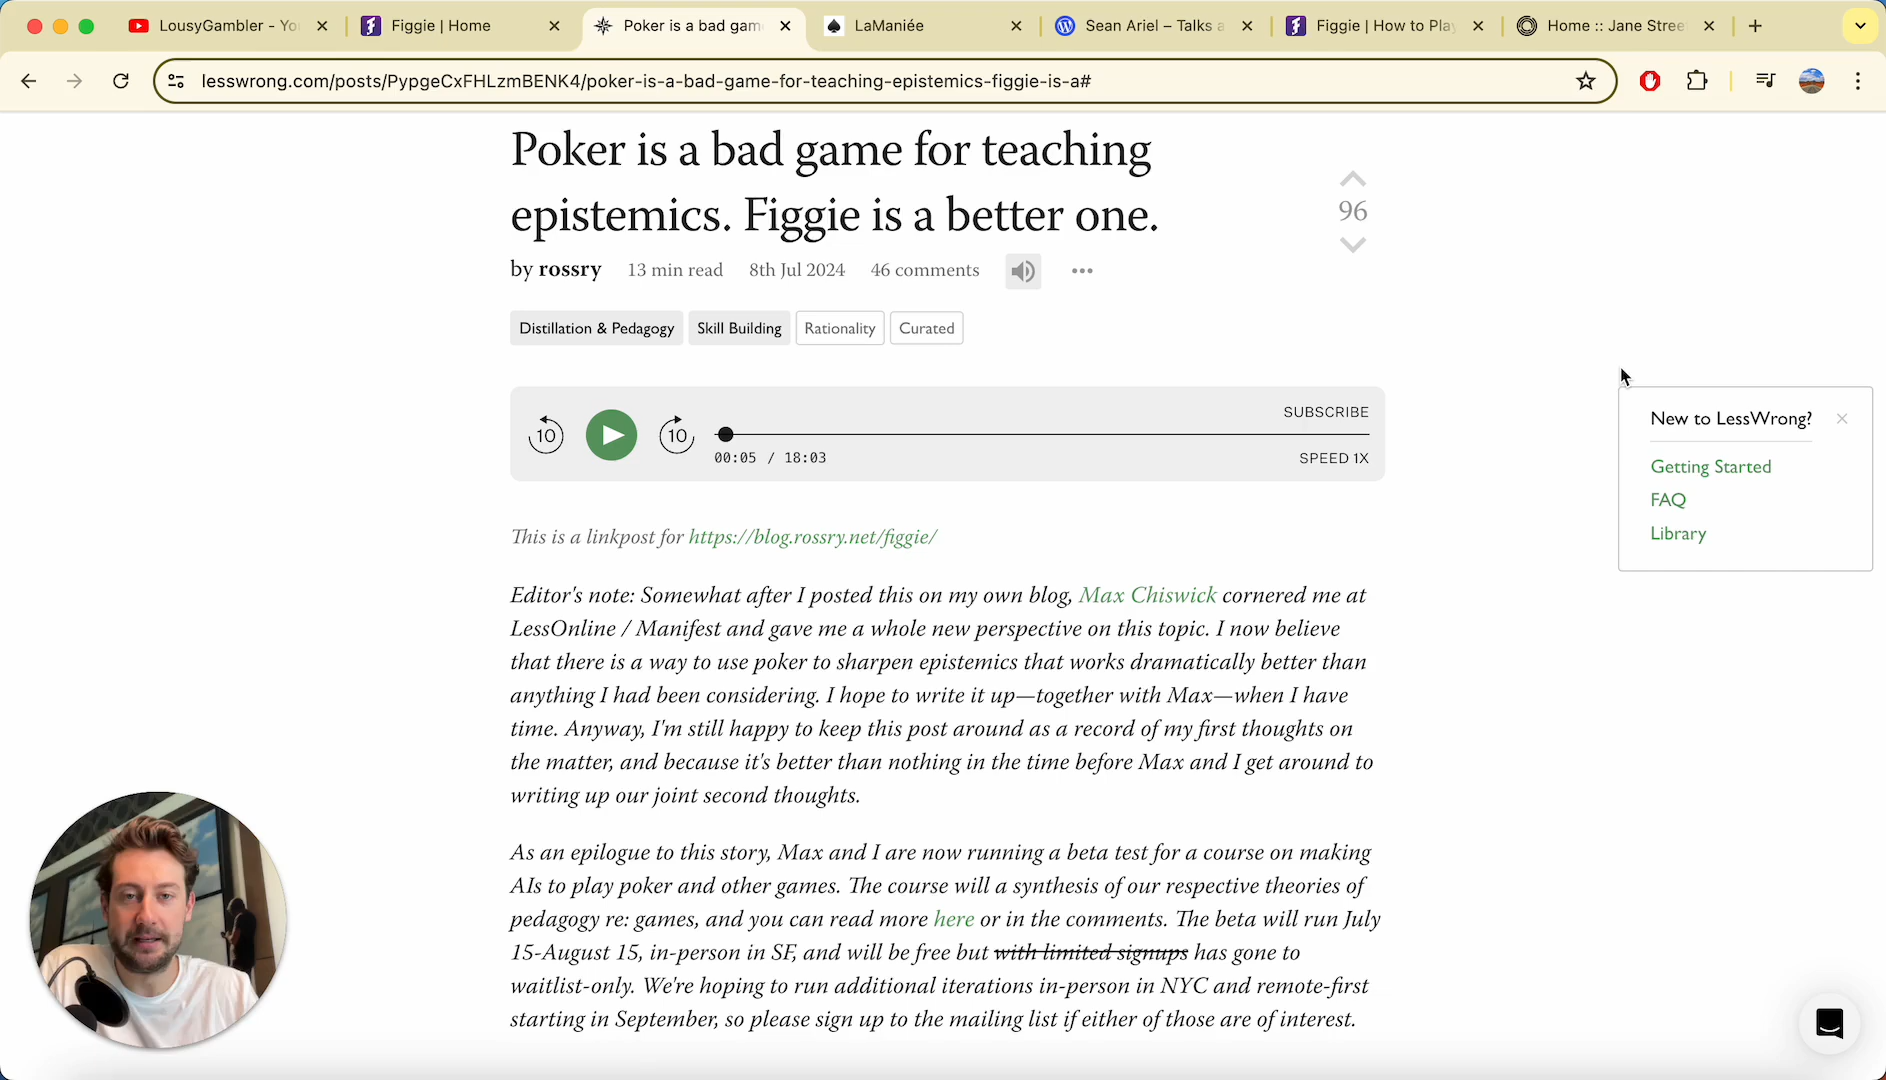 LousyGambler - Yo
Figgie | Home
Poker is a bad gam
LaManiée
Sean Ariel – Talks a
Figgie | How to Play
Home :: Jane Stree
lesswrong.com/posts/PypgeCxFHLzmBENK4/poker-is-a-bad-game-for-teaching-epistemics-figgie-is-a#
Poker is a bad game for teaching
epistemics. Figgie is a better one.
96
by rossry 13 min read 8th Jul 2024 46 comments
Distillation & Pedagogy Skill Building Rationality Curated
10 10
SUBSCRIBE
00:05 / 18:03
SPEED 1X
New to LessWrong?
Getting Started
FAQ
Library
This is a linkpost for https://blog.rossry.net/figgie/
Editor's note: Somewhat after I posted this on my own blog, Max Chiswick cornered me at
LessOnline / Manifest and gave me a whole new perspective on this topic. I now believe
that there is a way to use poker to sharpen epistemics that works dramatically better than
anything I had been considering. I hope to write it up—together with Max—when I have
time. Anyway, I'm still happy to keep this post around as a record of my first thoughts on
the matter, and because it's better than nothing in the time before Max and I get around to
writing up our joint second thoughts.
As an epilogue to this story, Max and I are now running a beta test for a course on making
AIs to play poker and other games. The course will a synthesis of our respective theories of
pedagogy re: games, and you can read more here or in the comments. The beta will run July
15-August 15, in-person in SF, and will be free but with limited signups has gone to
waitlist-only. We're hoping to run additional iterations in-person in NYC and remote-first
starting in September, so please sign up to the mailing list if either of those are of interest.